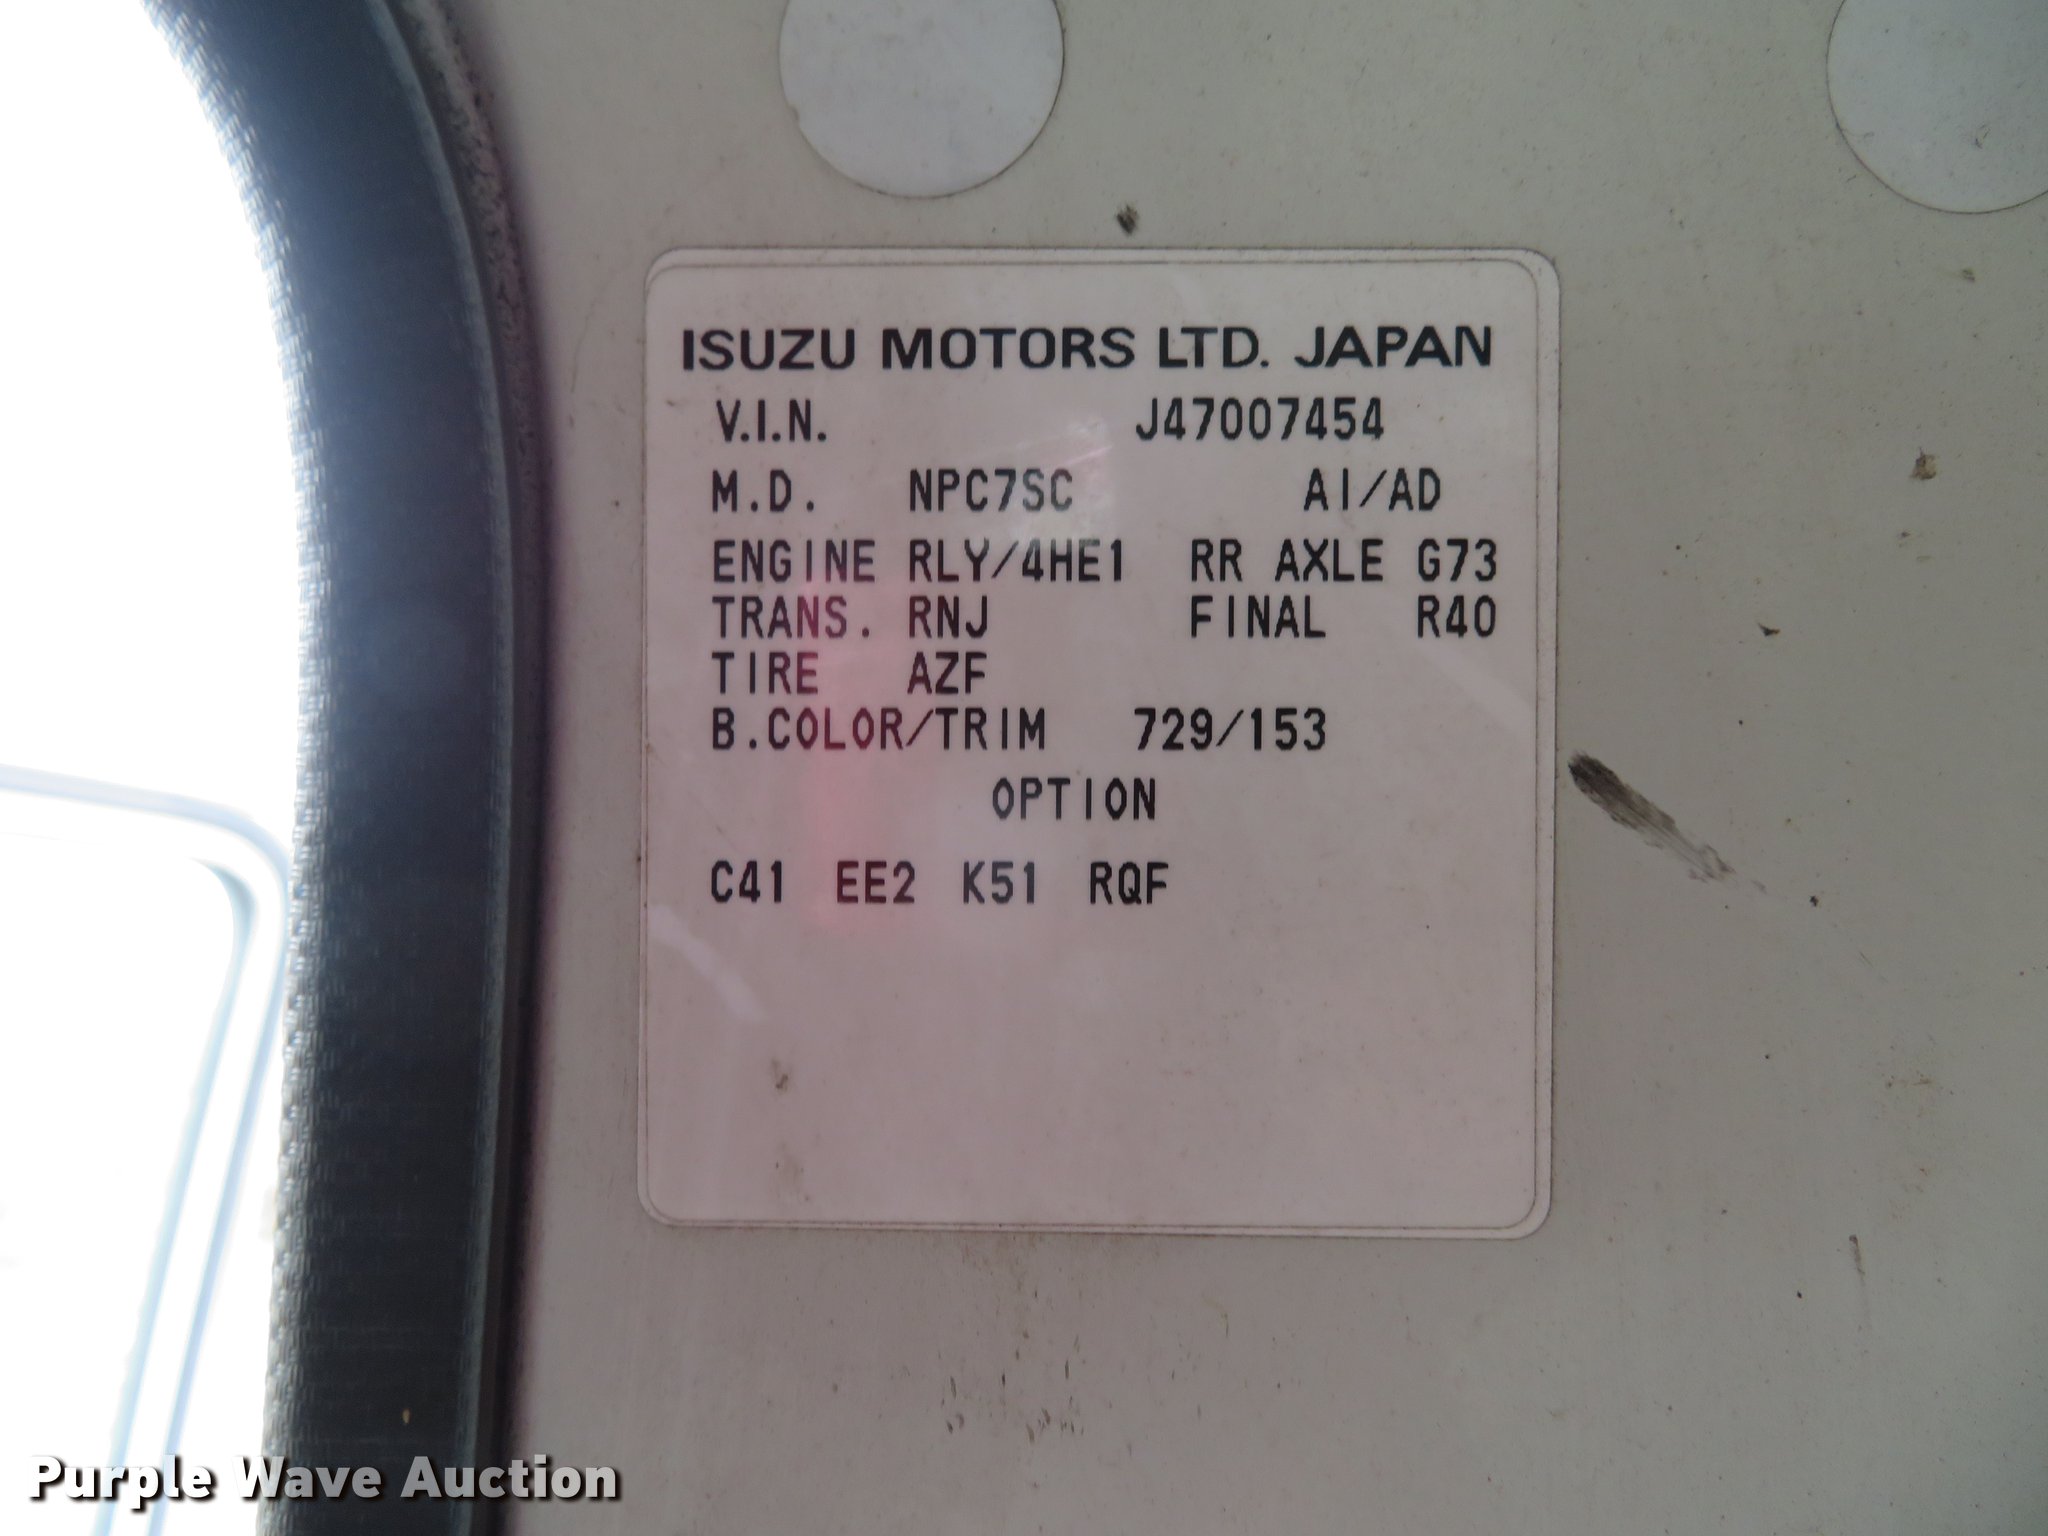 ISUZU MOTORS LTD. JAPAN
V.I.N. J47007454
M.D. NPC7SC AI/AD
ENGINE RLY/4HE1 RR AXLE G73
TRANS. RNJ FINAL R40
TIRE AZF
B.COLOR/TRIM 729/153
OPTION
C41 EE2 K51 RQF
Purple Wave Auction